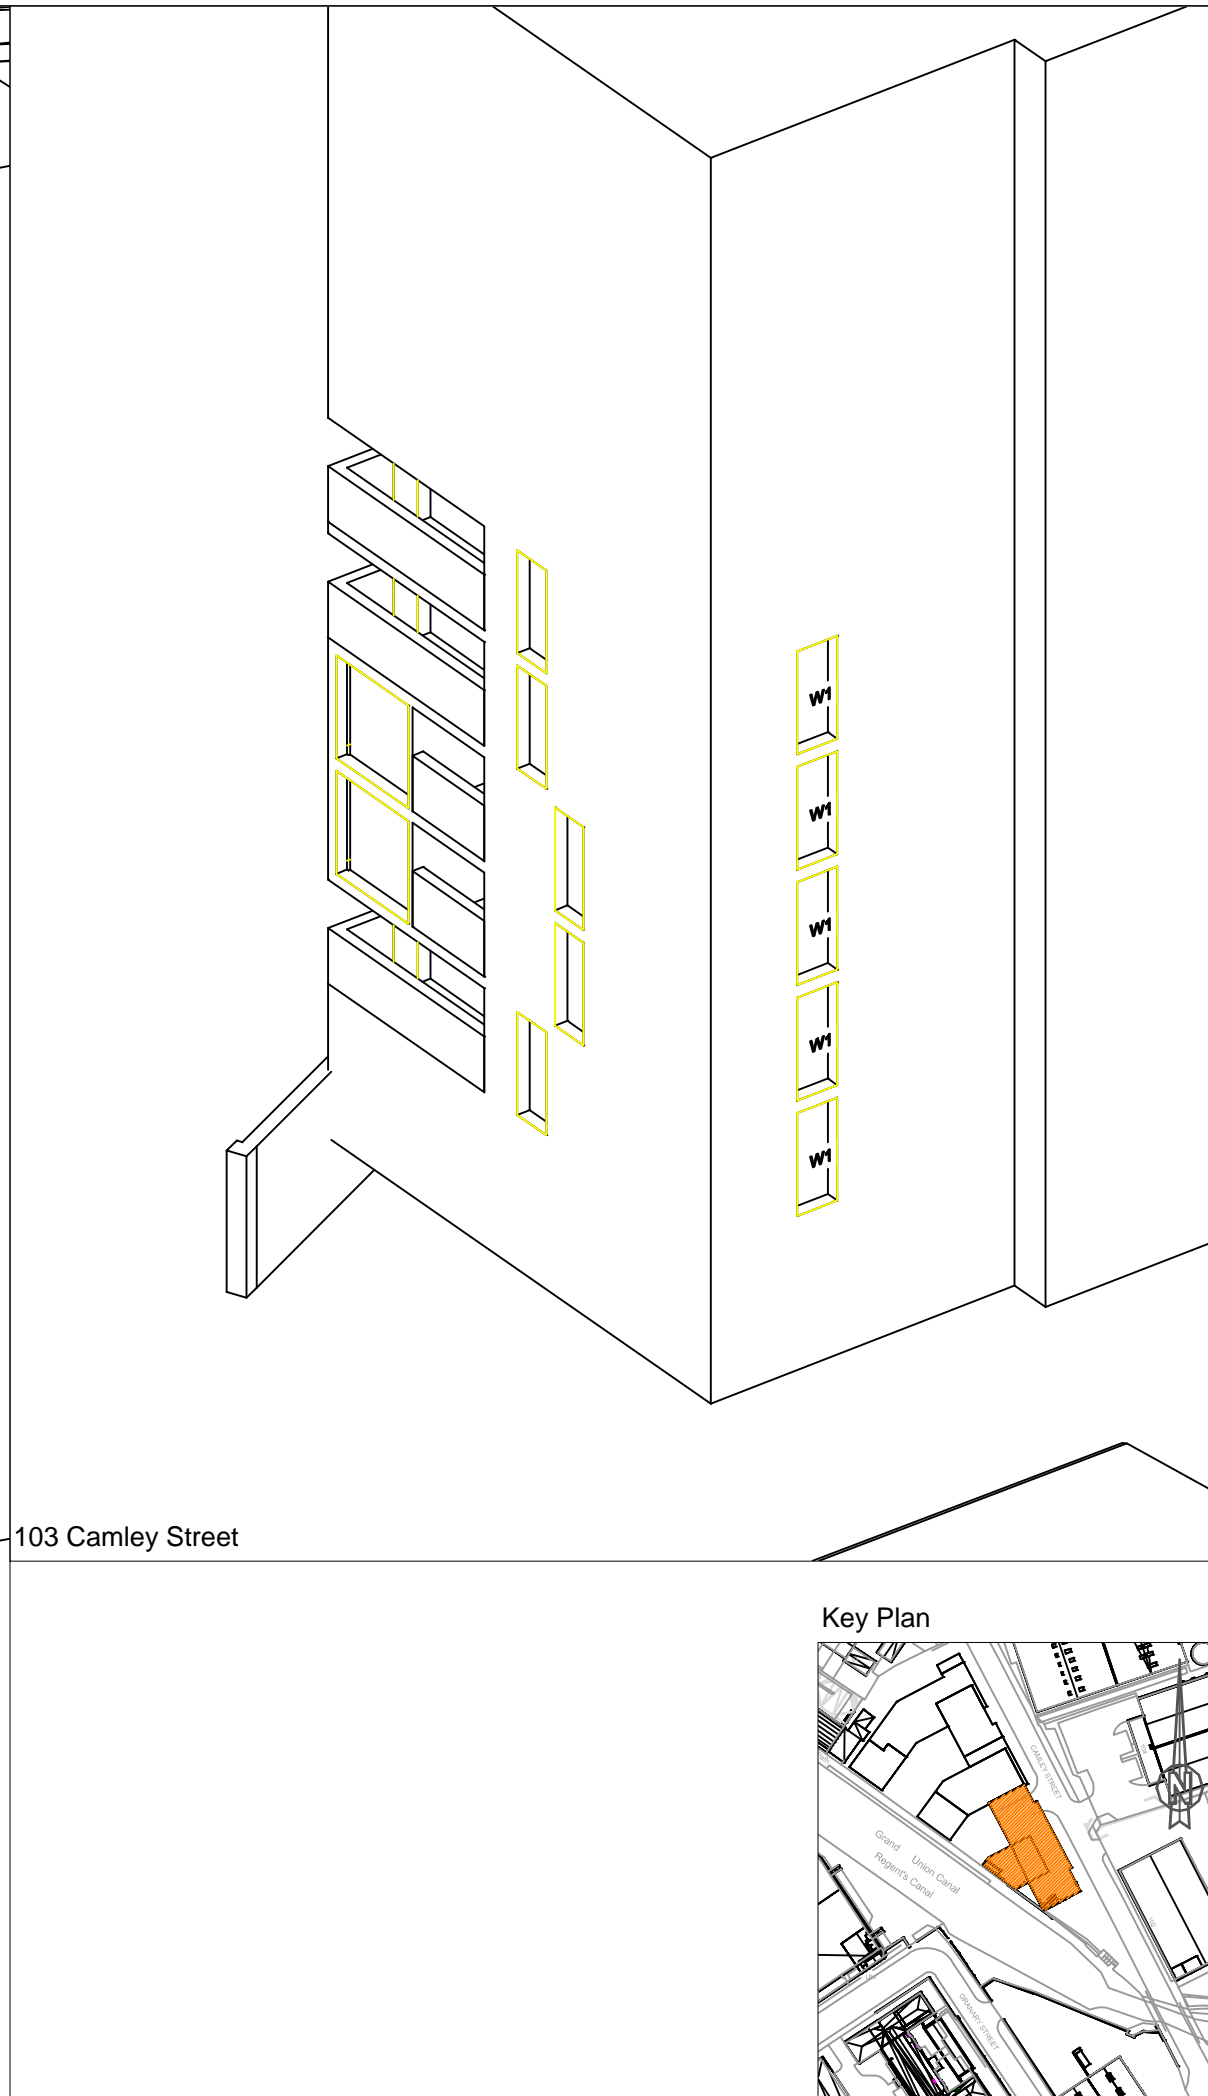 W1
W1
W1
W1
W1
103 Camley Street
Key Plan
CAMLEY STREET
N
Grand Union Canal
Regent's Canal
GRANARY STREET